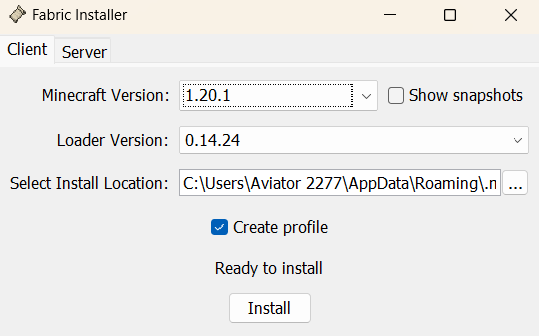 Fabric Installer
Client Server
Minecraft Version: 1.20.1 Show snapshots
Loader Version: 0.14.24
Select Install Location: C:\Users\Aviator 2277\AppData\Roaming\. ...
Create profile
Ready to install
Install